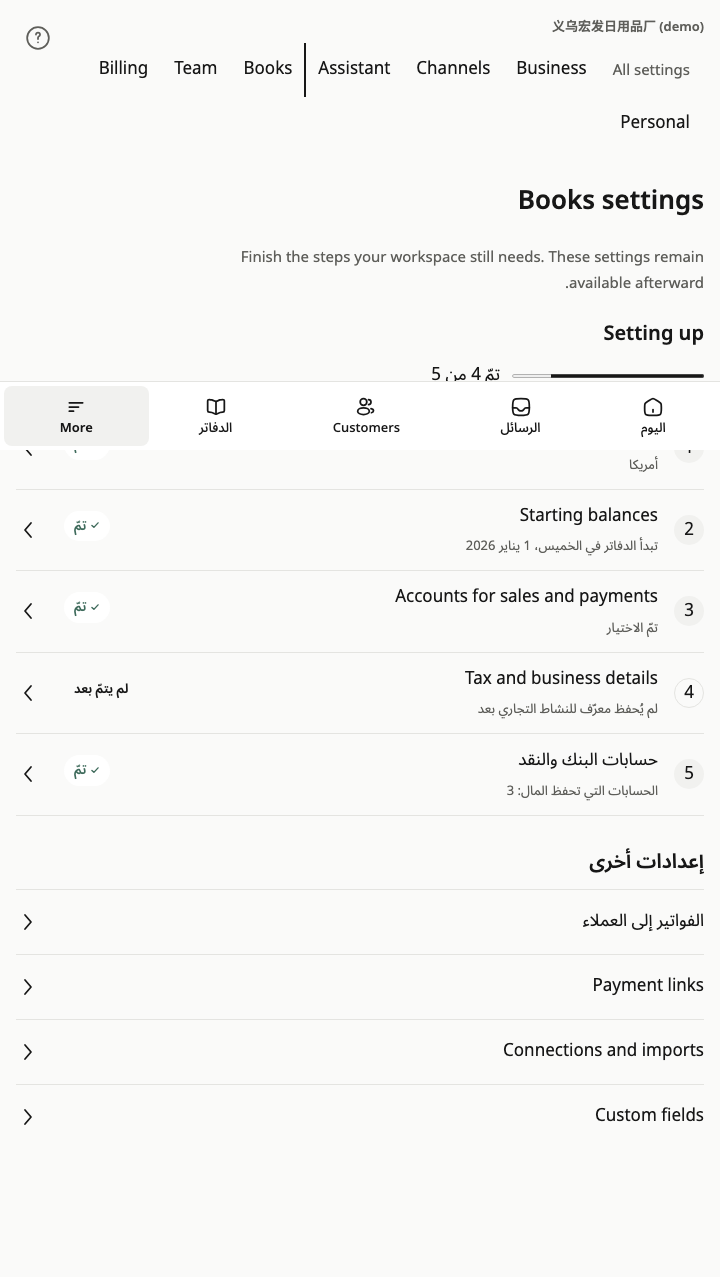 义乌宏发日用品厂 (demo)
All settings
Business
Channels
Assistant
Books
Team
Billing
Personal
Books settings
Finish the steps your workspace still needs. These settings remain
available afterward.
Setting up
تمّ 4 من 5
اليوم
الرسائل
Customers
الدفاتر
More
أمريكا
2
Starting balances
تبدأ الدفاتر في الخميس، 1 يناير 2026
تمّ
3
Accounts for sales and payments
تمّ الاختيار
تمّ
4
Tax and business details
لم يُحفظ معرّف للنشاط التجاري بعد
لم يتمّ بعد
5
حسابات البنك والنقد
الحسابات التي تحفظ المال: 3
تمّ
إعدادات أخرى
الفواتير إلى العملاء
Payment links
Connections and imports
Custom fields